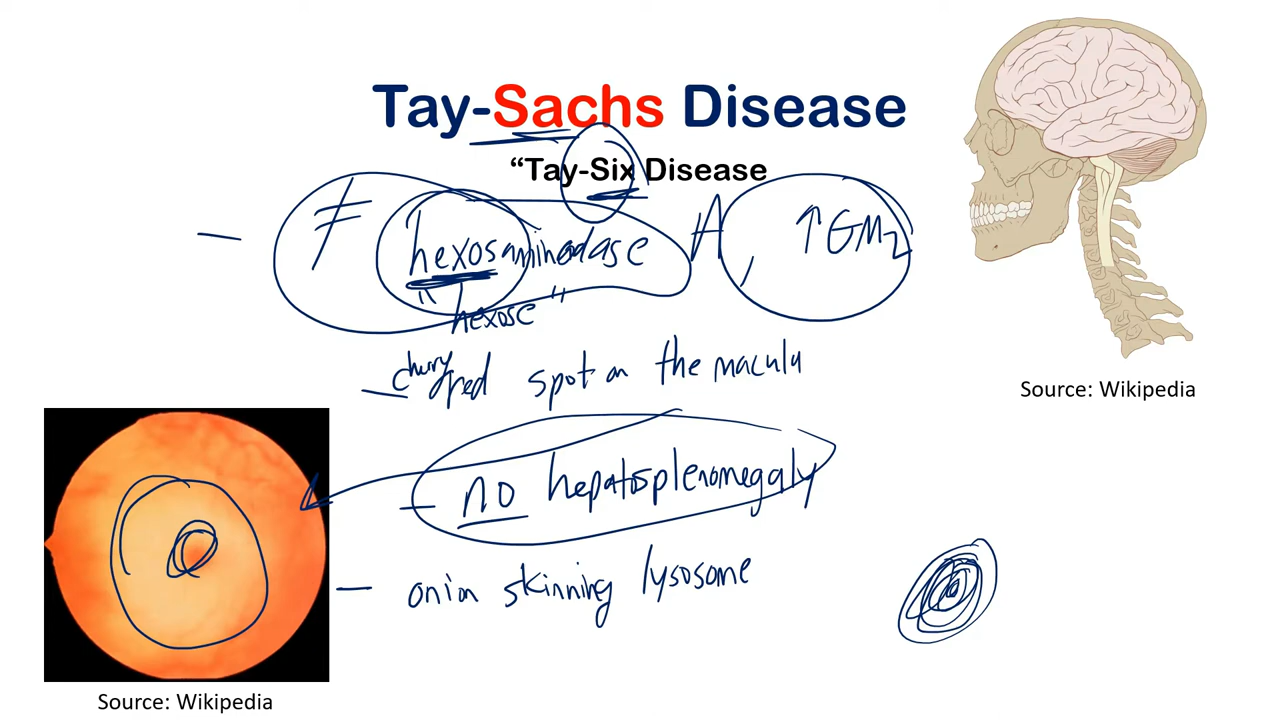 Tay-Sachs Disease
“Tay-Six Disease
— ≠ hexosaminodase A, ↑GM2
"hexose"
— cherry red spot on the macula
— no hepatosplenomegaly
— onion skinning lysosome
Source: Wikipedia
Source: Wikipedia